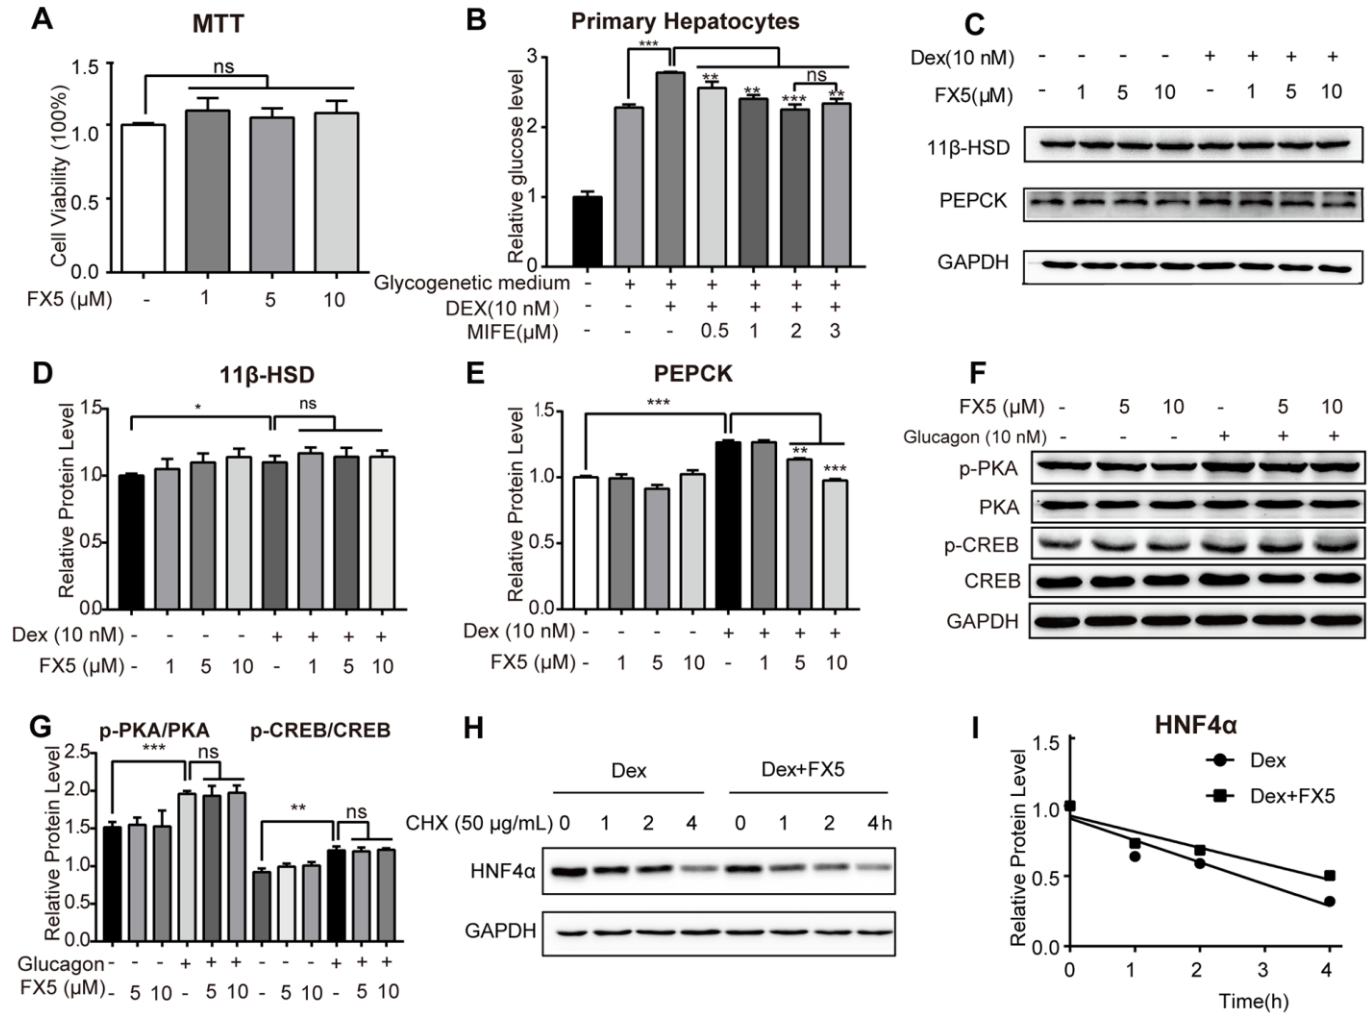 A
MTT
Cell Viability (100%)
1.5
1.0
0.5
0.0
ns
FX5 (μM)
- 1 5 10
B
Primary Hepatocytes
Relative glucose level
3
2
1
0
*** ** ** *** ns **
Glycogenetic medium - + + + + + +
DEX(10 nM) - - + + + + +
MIFE(μM) - - - 0.5 1 2 3
C
Dex(10 nM) - - - - + + + +
FX5(μM) - 1 5 10 - 1 5 10
11β-HSD
PEPCK
GAPDH
D
11β-HSD
Relative Protein Level
15
1.0
05
0.0
* ns
Dex (10 nM) - - - - + + + +
FX5 (μM) - 1 5 10 - 1 5 10
E
PEPCK
Relative Protein Level
1.5
1.0
0.5
0.0
*** ** ***
Dex (10 nM) - - - - + + + +
FX5 (μM) - 1 5 10 - 1 5 10
F
FX5 (μM) - 5 10 - 5 10
Glucagon (10 nM) - - - + + +
p-PKA
PKA
p-CREB
CREB
GAPDH
G
p-PKA/PKA p-CREB/CREB
Relative Protein Level
2.5
2.0
1.5
1.0
0.5
0.0
*** ns ** ns
Glucagon - - - + + + - - - + + +
FX5 (μM) - 5 10 - 5 10 - 5 10 - 5 10
H
Dex Dex+FX5
CHX (50 μg/mL) 0 1 2 4 0 1 2 4h
HNF4α
GAPDH
I
HNF4α
Relative Protein Level
1.5
1.0
0.5
0.0
Dex
Dex+FX5
0 1 2 3 4
Time(h)